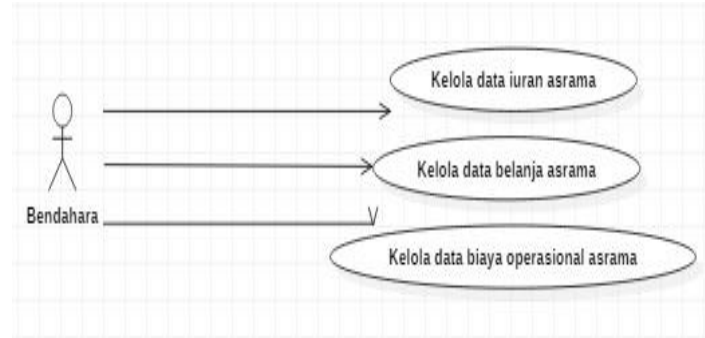 Kelola data iuran asrama
Kelola data belanja asrama
Bendahara
Kelola data biaya operasional asrama